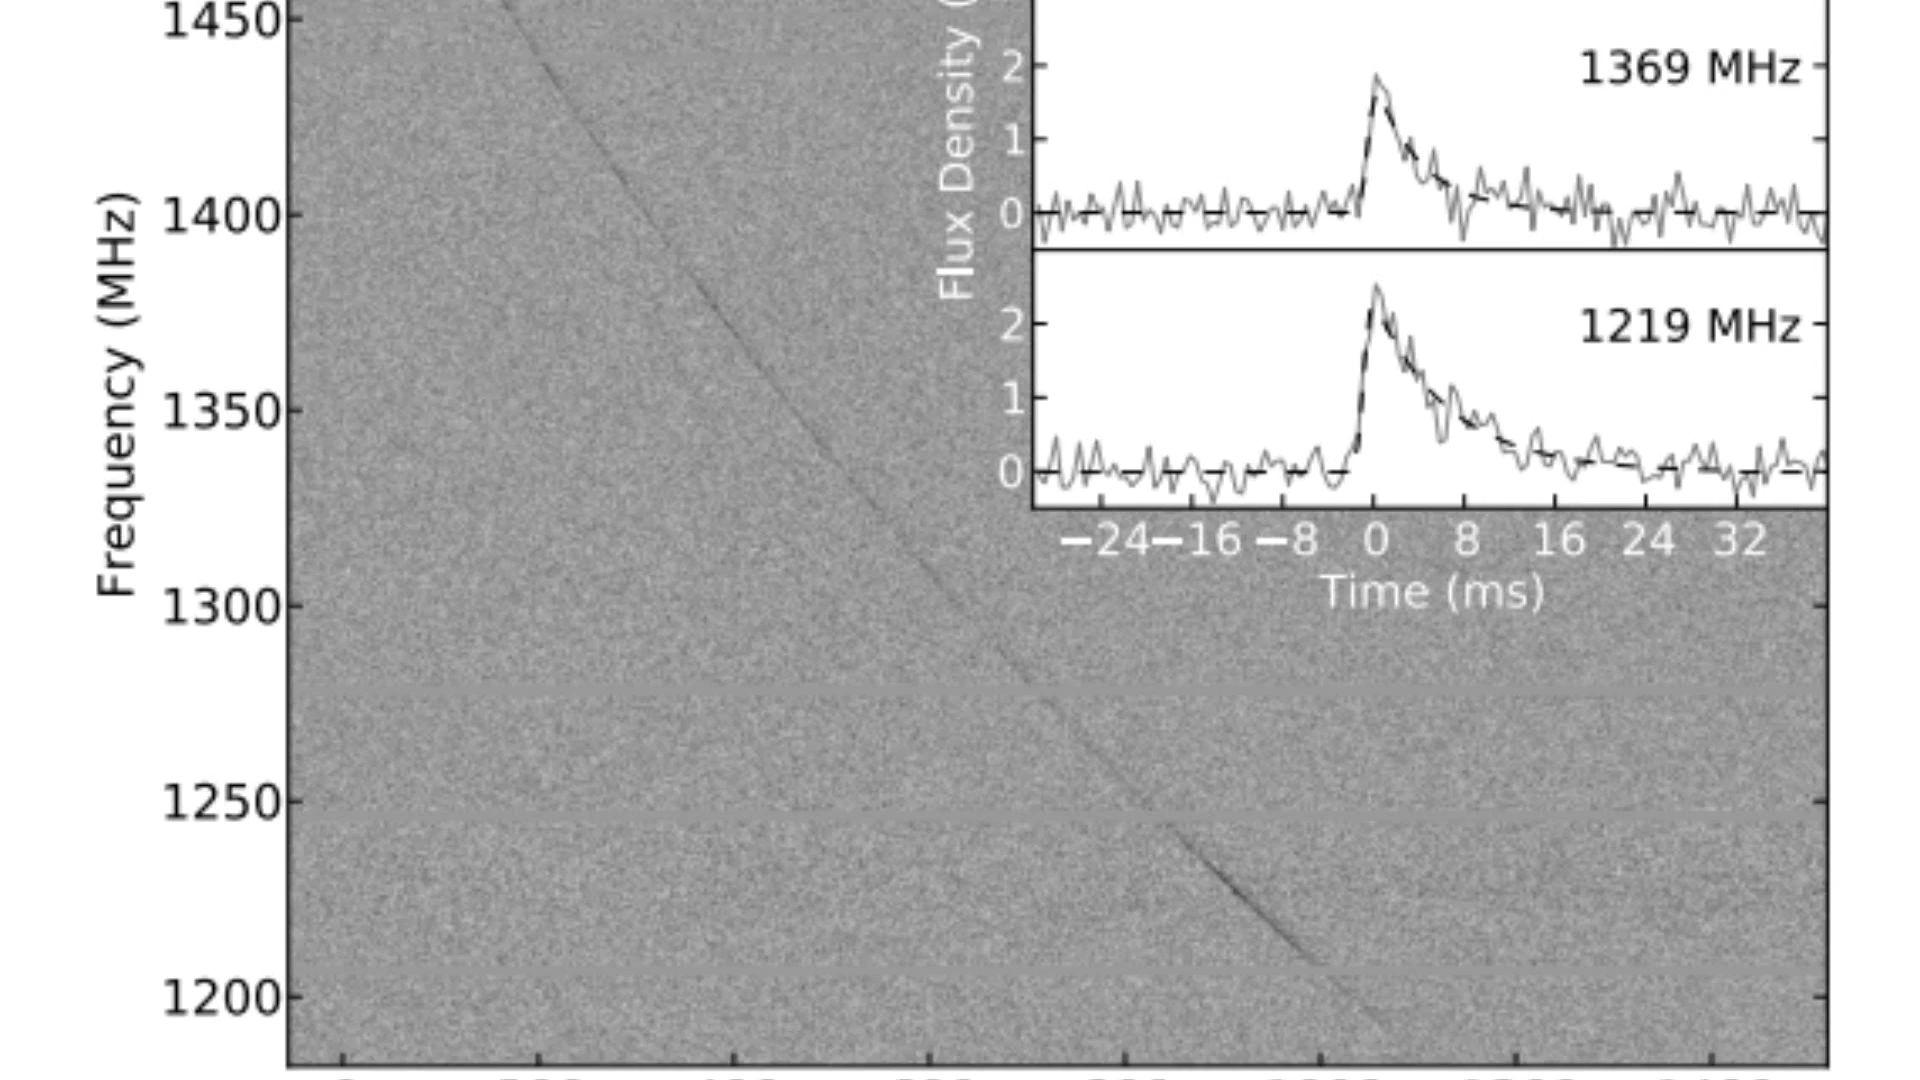 1450
1400
1350
1300
1250
1200
Frequency (MHz)
Flux Density (
2
1
0
1369 MHz
2
1
0
1219 MHz
−24 −16 −8 0 8 16 24 32
Time (ms)